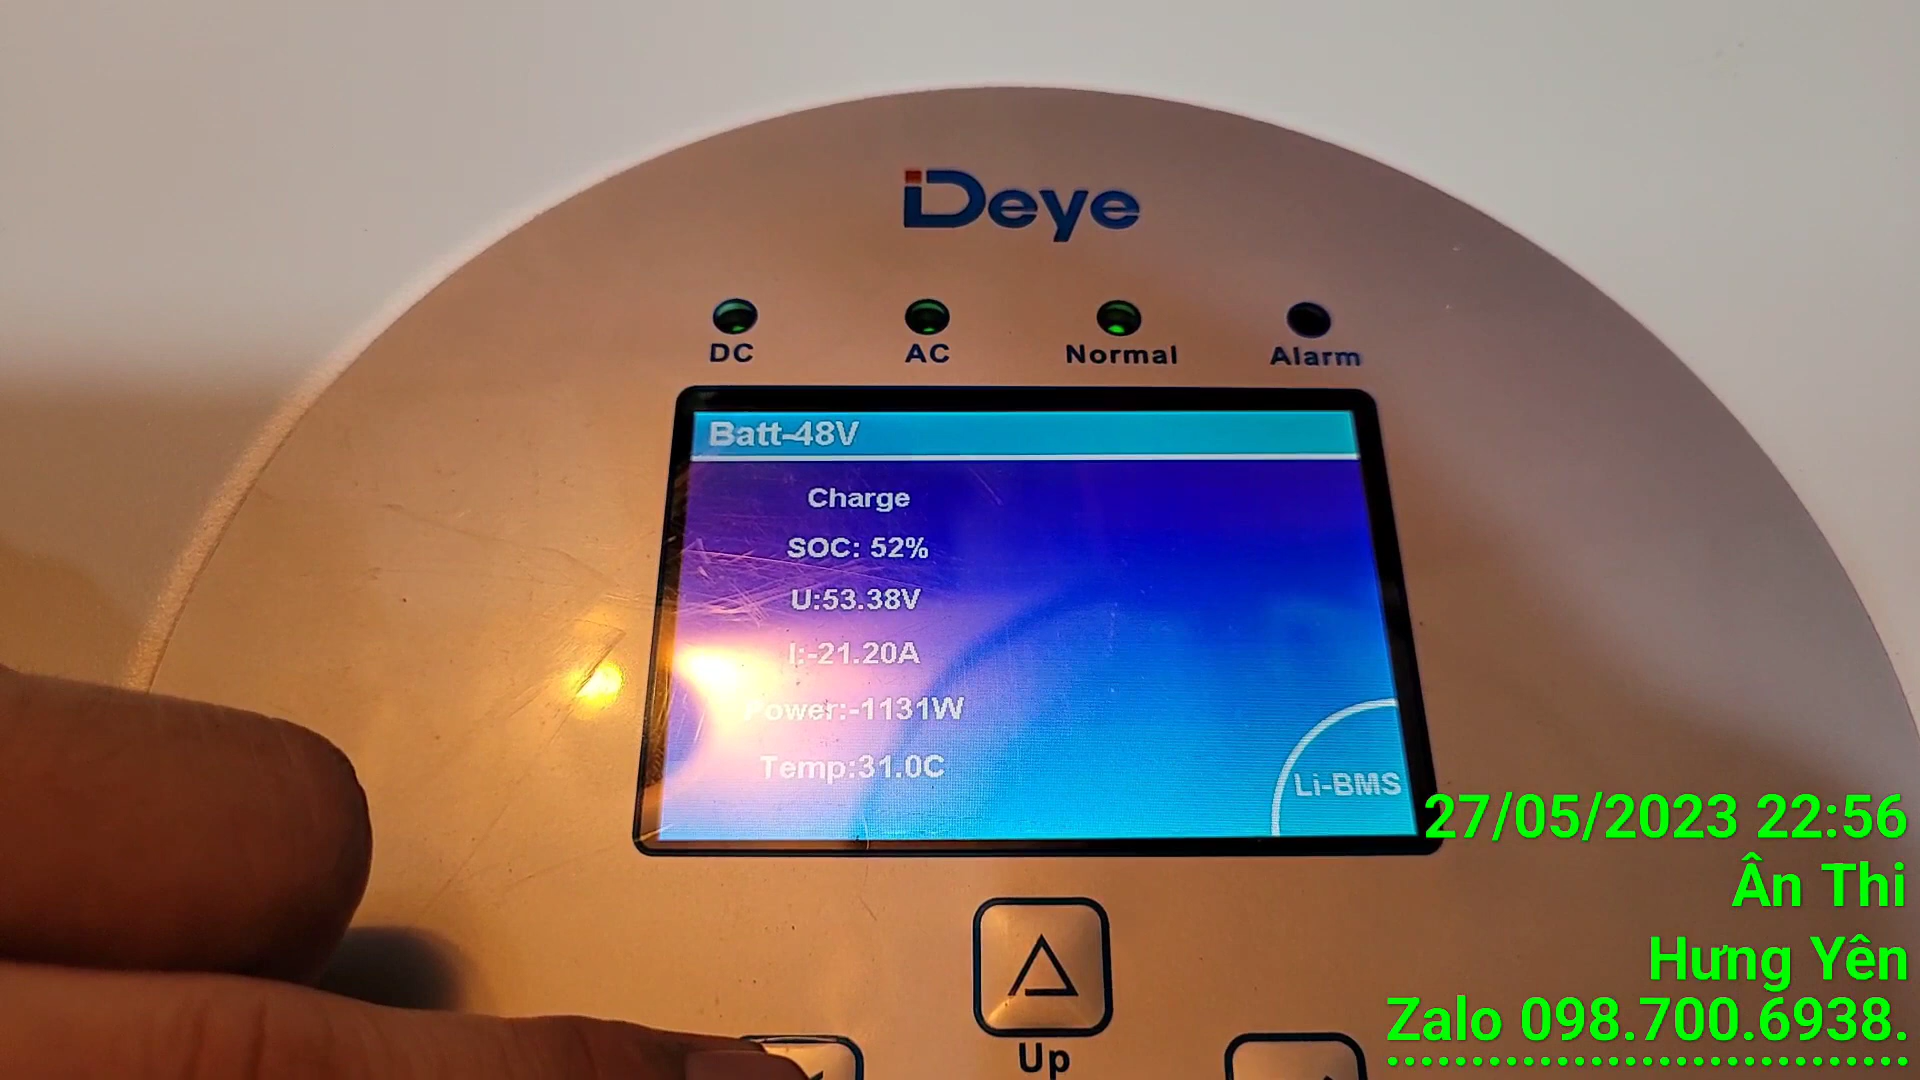 Deye
DC AC Normal Alarm
Batt-48V
Charge
SOC: 52%
U:53.38V
I:-21.20A
Power:-1131W
Temp:31.0C
Li-BMS
27/05/2023 22:56
Ân Thi
Hưng Yên
Zalo 098.700.6938.
Up